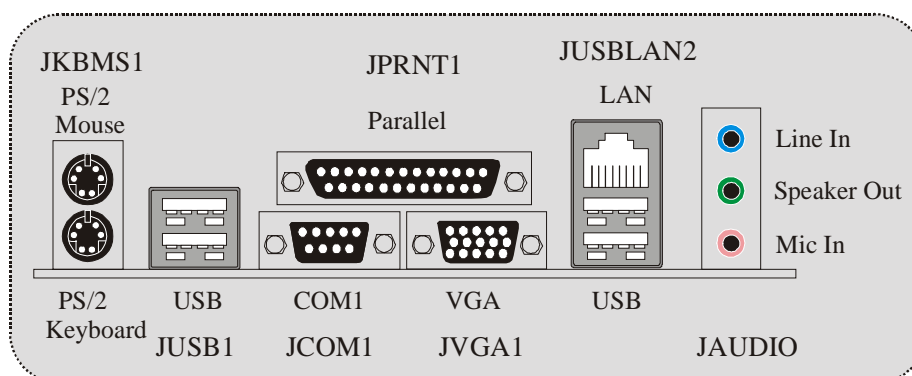 JKBMS1
PS/2
Mouse
JPRNT1
Parallel
JUSBLAN2
LAN
Line In
Speaker Out
Mic In
PS/2
Keyboard
USB
JUSB1
COM1
JCOM1
VGA
JVGA1
USB
JAUDIO